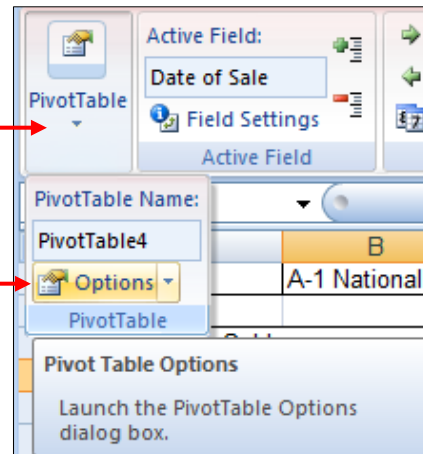 Active Field:
Date of Sale
PivotTable
Field Settings
Active Field
PivotTable Name:
PivotTable4
B
Options
A-1 National
PivotTable
Pivot Table Options
Launch the PivotTable Options
dialog box.